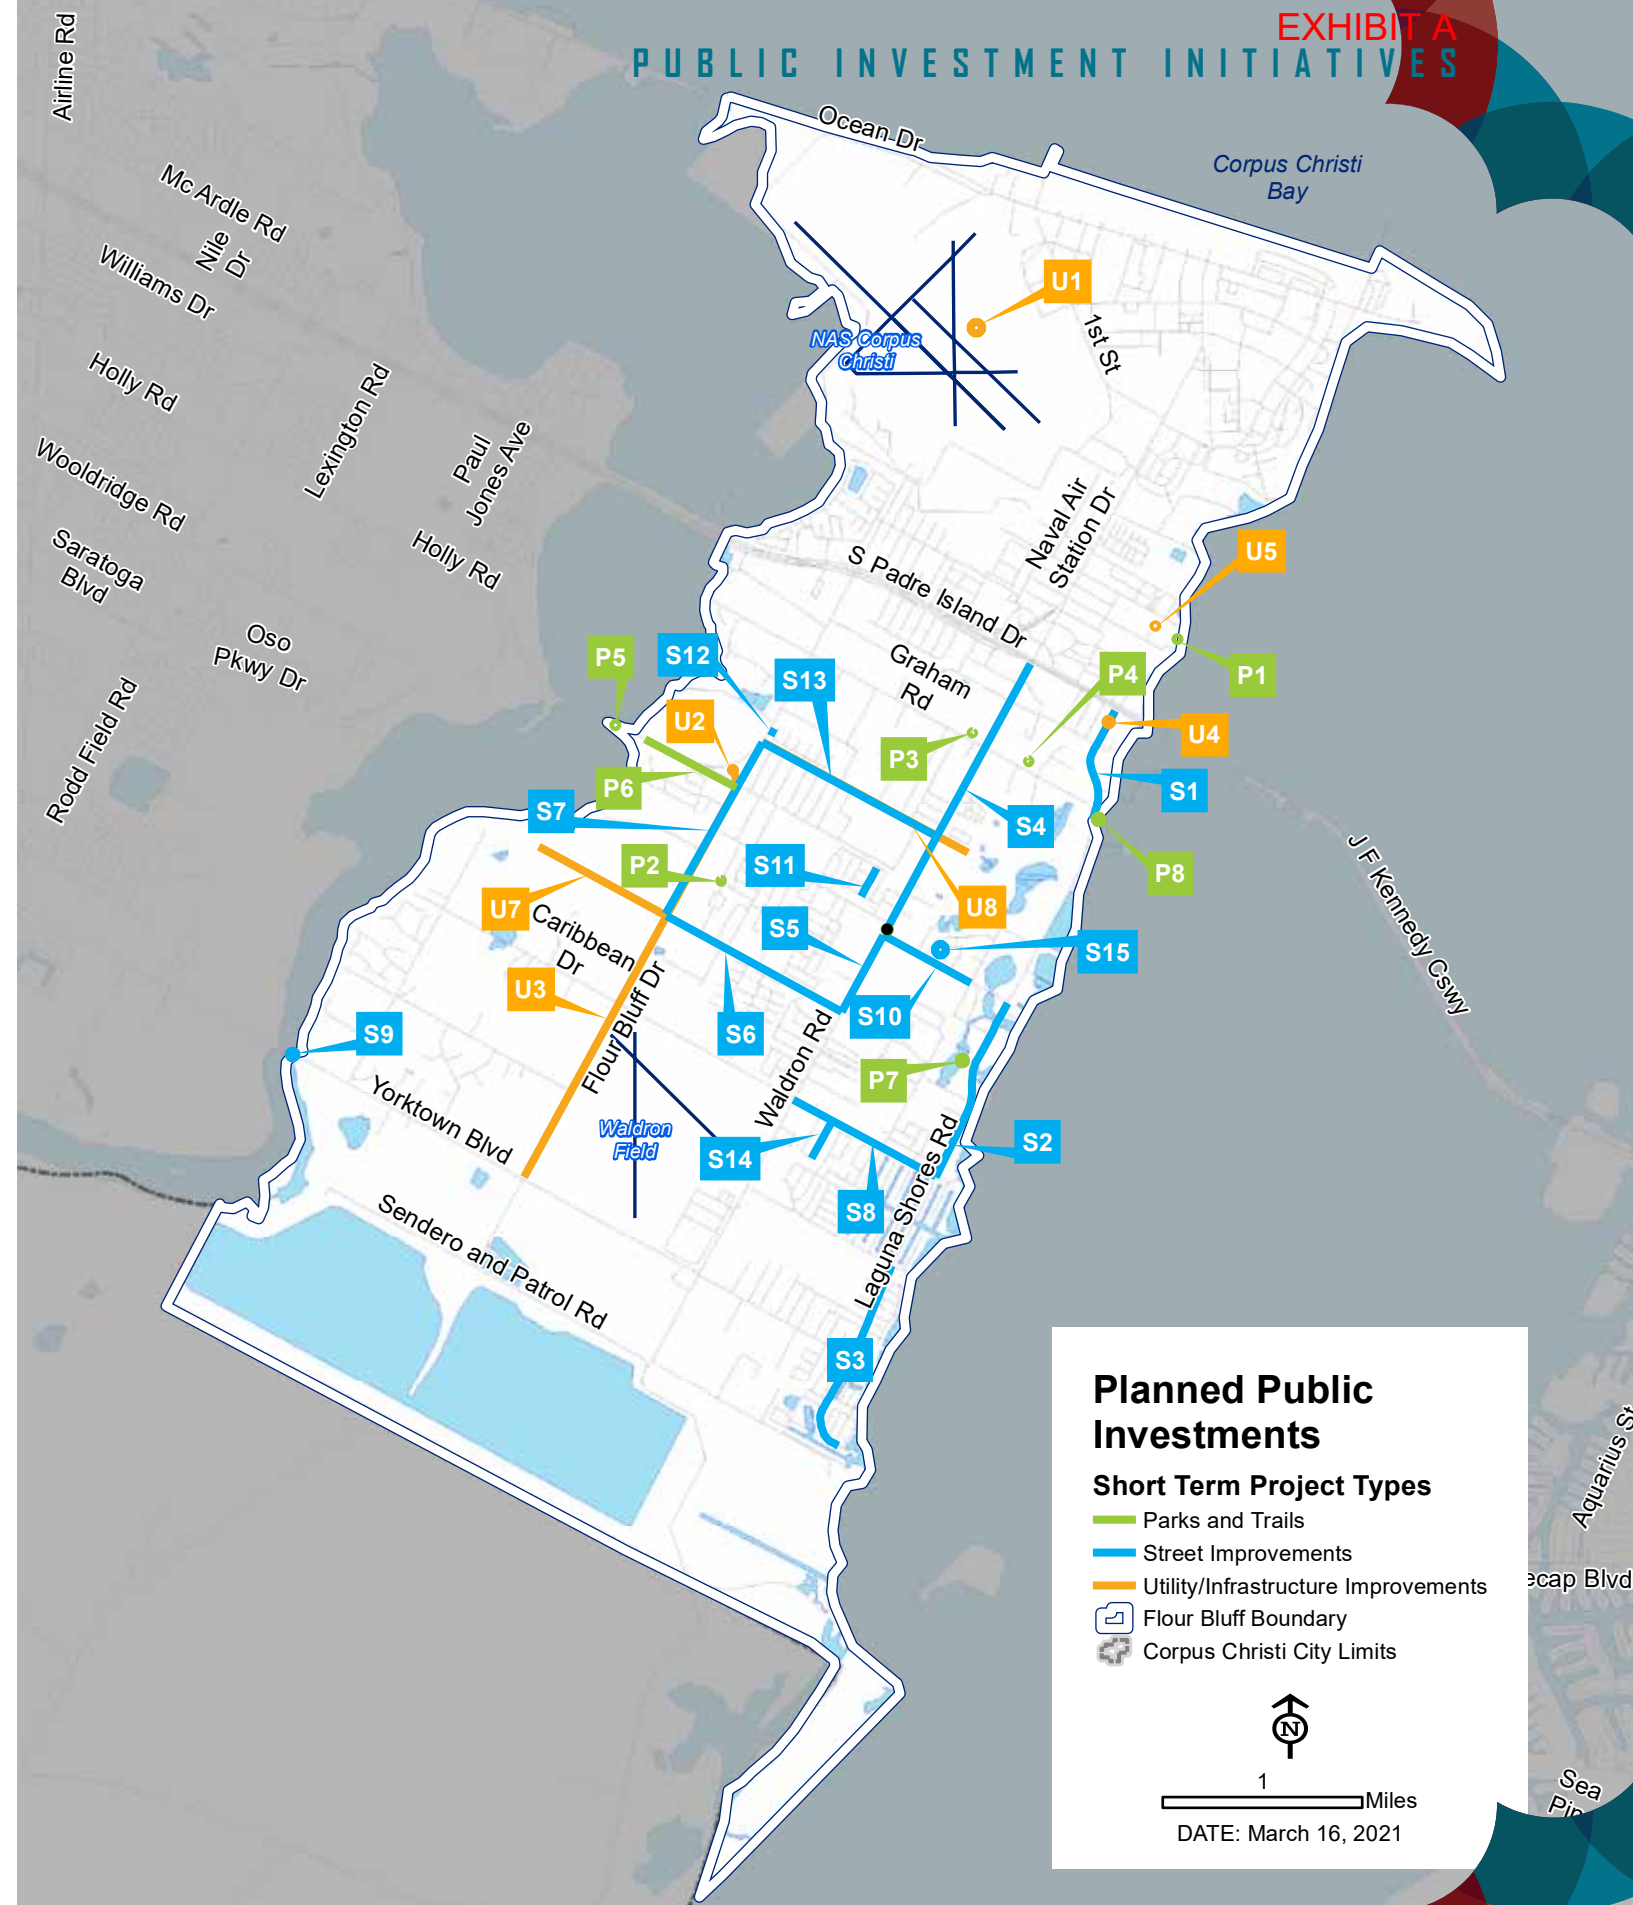 EXHIBIT A
PUBLIC INVESTMENT INITIATIVES
Airline Rd
Ocean Dr
Corpus Christi
Bay
Mc Ardle Rd
Nile
Dr
Williams Dr
U1
1st St
NAS Corpus
Christi
Holly Rd
Lexington Rd
Paul
Jones Ave
Wooldridge Rd
Naval Air
Station Dr
Saratoga
Blvd
Holly Rd
S Padre Island Dr
U5
Oso
Pkwy Dr
P5
S12
S13
Graham
Rd
P4
P1
Rodd Field Rd
U2
U4
P3
P6
S1
S7
S4
J F Kennedy Cswy
P2
S11
P8
U7
U8
Caribbean
Dr
S5
S15
U3
Flour Bluff Dr
S6
S10
S9
Waldron Rd
P7
Yorktown Blvd
Waldron
Field
S14
S2
S8
Laguna Shores Rd
Sendero and Patrol Rd
S3
Planned Public
Investments
Short Term Project Types
Parks and Trails
Street Improvements
Utility/Infrastructure Improvements
Flour Bluff Boundary
Corpus Christi City Limits
N
1
Miles
DATE: March 16, 2021
Aquarius St
ecap Blvd
Sea
Pin